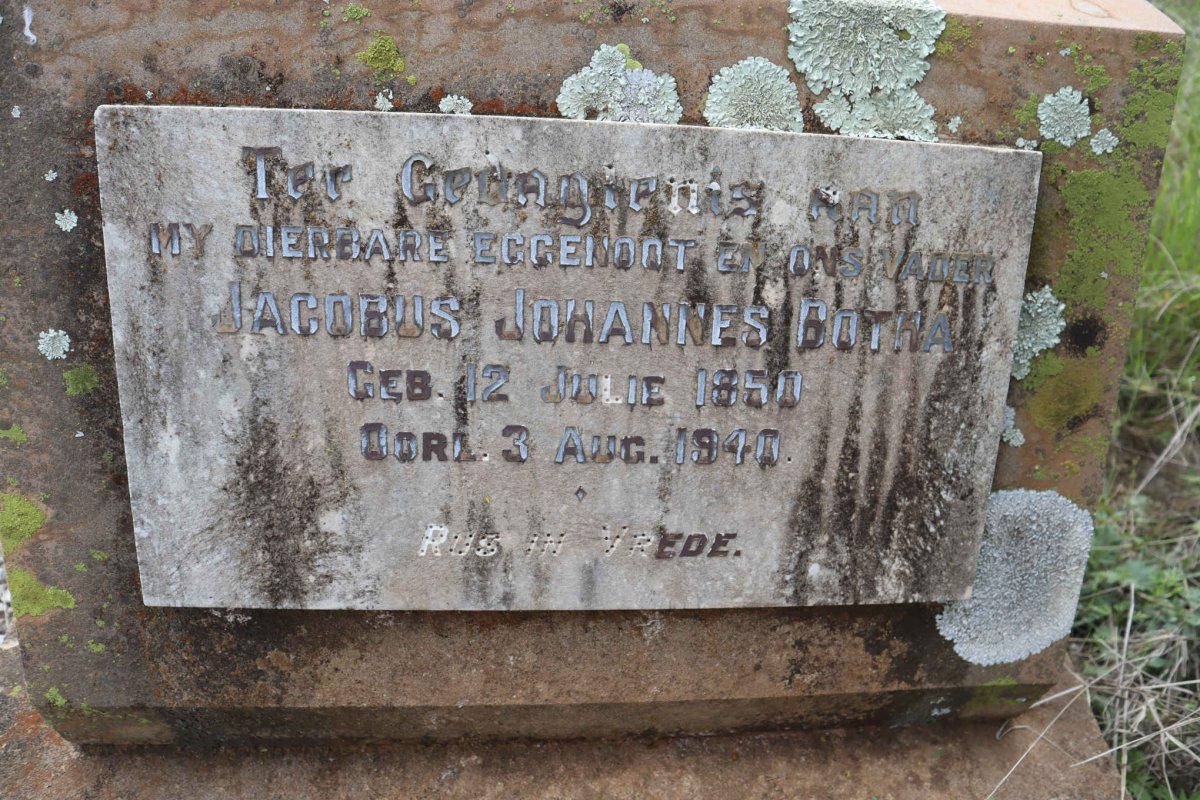 Ter Gedagtenis aan
MY DIERBARE EGGENOOT EN ONS VADER
JACOBUS JOHANNES BOTHA
GEB. 12 JULIE 1850
OORL. 3 AUG. 1940.
RUS IN VREDE.